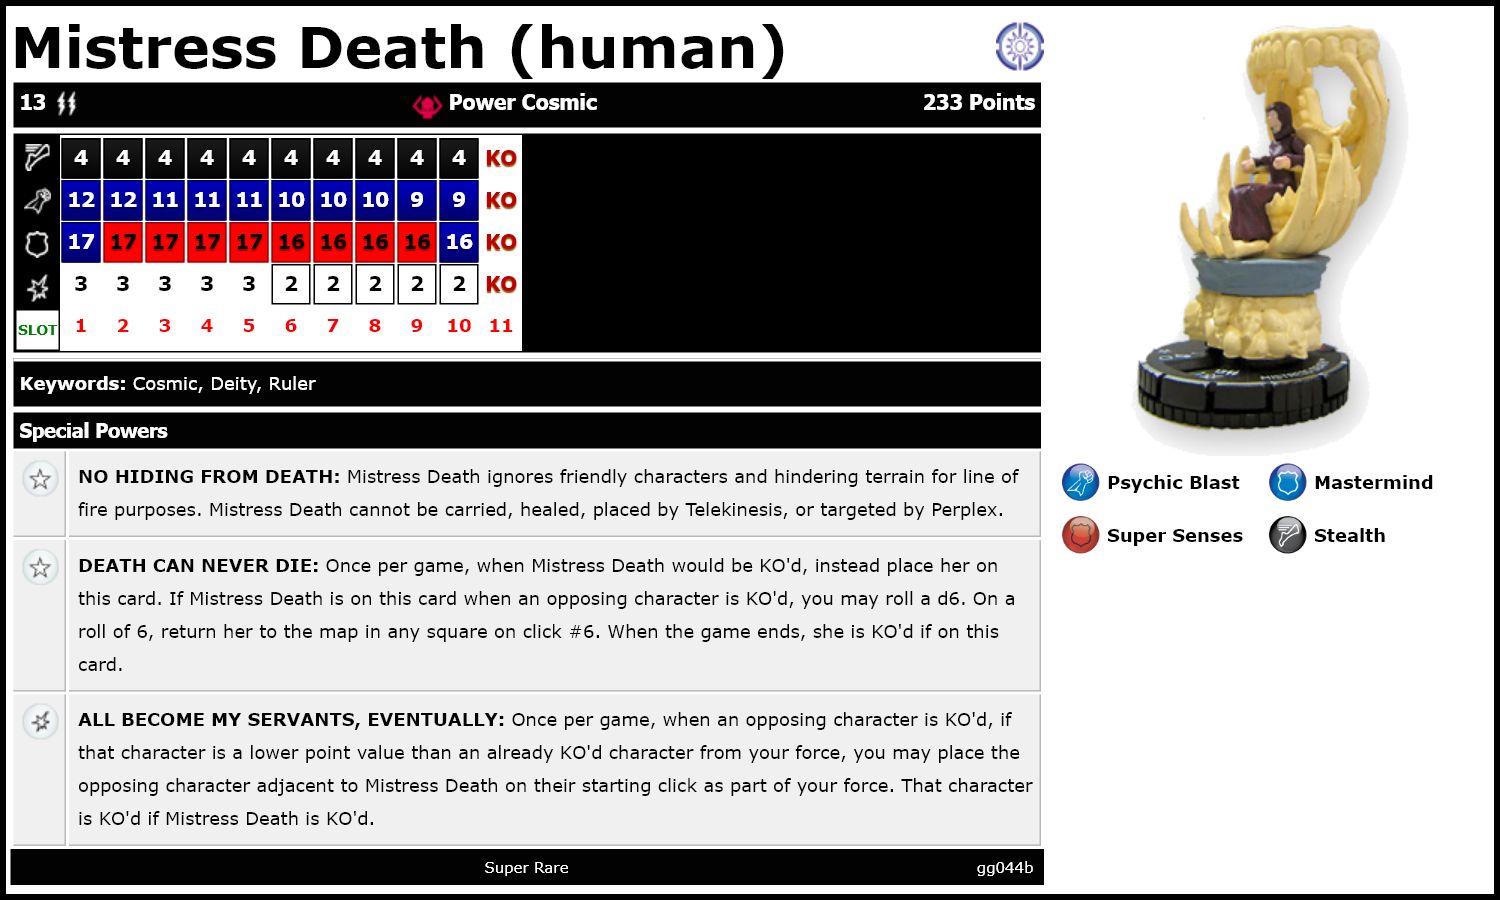 Mistress Death (human)
13 Power Cosmic 233 Points
4 4 4 4 4 4 4 4 4 4 KO
12 12 11 11 11 10 10 10 9 9 KO
17 17 17 17 17 16 16 16 16 16 KO
3 3 3 3 3 2 2 2 2 2 KO
SLOT 1 2 3 4 5 6 7 8 9 10 11
Keywords: Cosmic, Deity, Ruler
Special Powers
NO HIDING FROM DEATH: Mistress Death ignores friendly characters and hindering terrain for line of
fire purposes. Mistress Death cannot be carried, healed, placed by Telekinesis, or targeted by Perplex.
DEATH CAN NEVER DIE: Once per game, when Mistress Death would be KO'd, instead place her on
this card. If Mistress Death is on this card when an opposing character is KO'd, you may roll a d6. On a
roll of 6, return her to the map in any square on click #6. When the game ends, she is KO'd if on this
card.
ALL BECOME MY SERVANTS, EVENTUALLY: Once per game, when an opposing character is KO'd, if
that character is a lower point value than an already KO'd character from your force, you may place the
opposing character adjacent to Mistress Death on their starting click as part of your force. That character
is KO'd if Mistress Death is KO'd.
Super Rare gg044b
Psychic Blast Mastermind
Super Senses Stealth